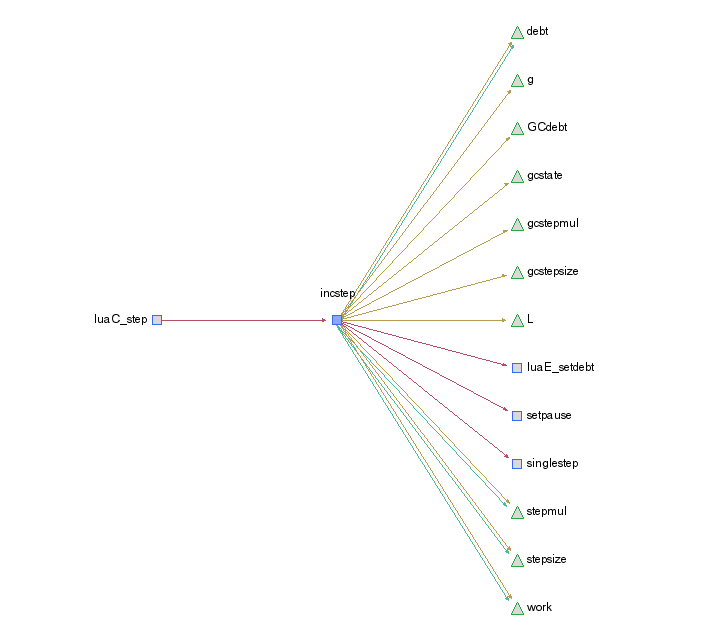 debt
g
GCdebt
gcstate
gcstepmul
gcstepsize
incstep
luaC_step
L
luaE_setdebt
setpause
singlestep
stepmul
stepsize
work